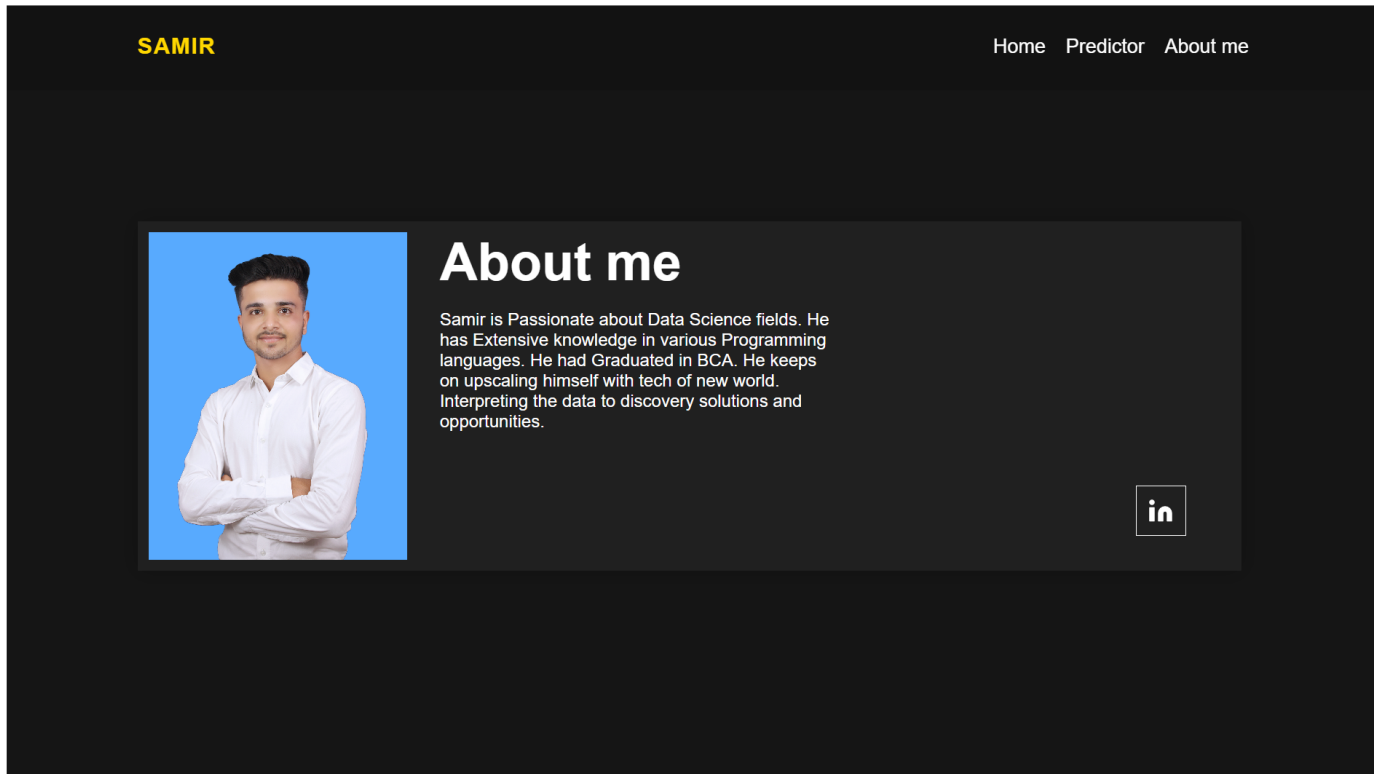 SAMIR
Home Predictor About me
About me
Samir is Passionate about Data Science fields. He
has Extensive knowledge in various Programming
languages. He had Graduated in BCA. He keeps
on upscaling himself with tech of new world.
Interpreting the data to discovery solutions and
opportunities.
in